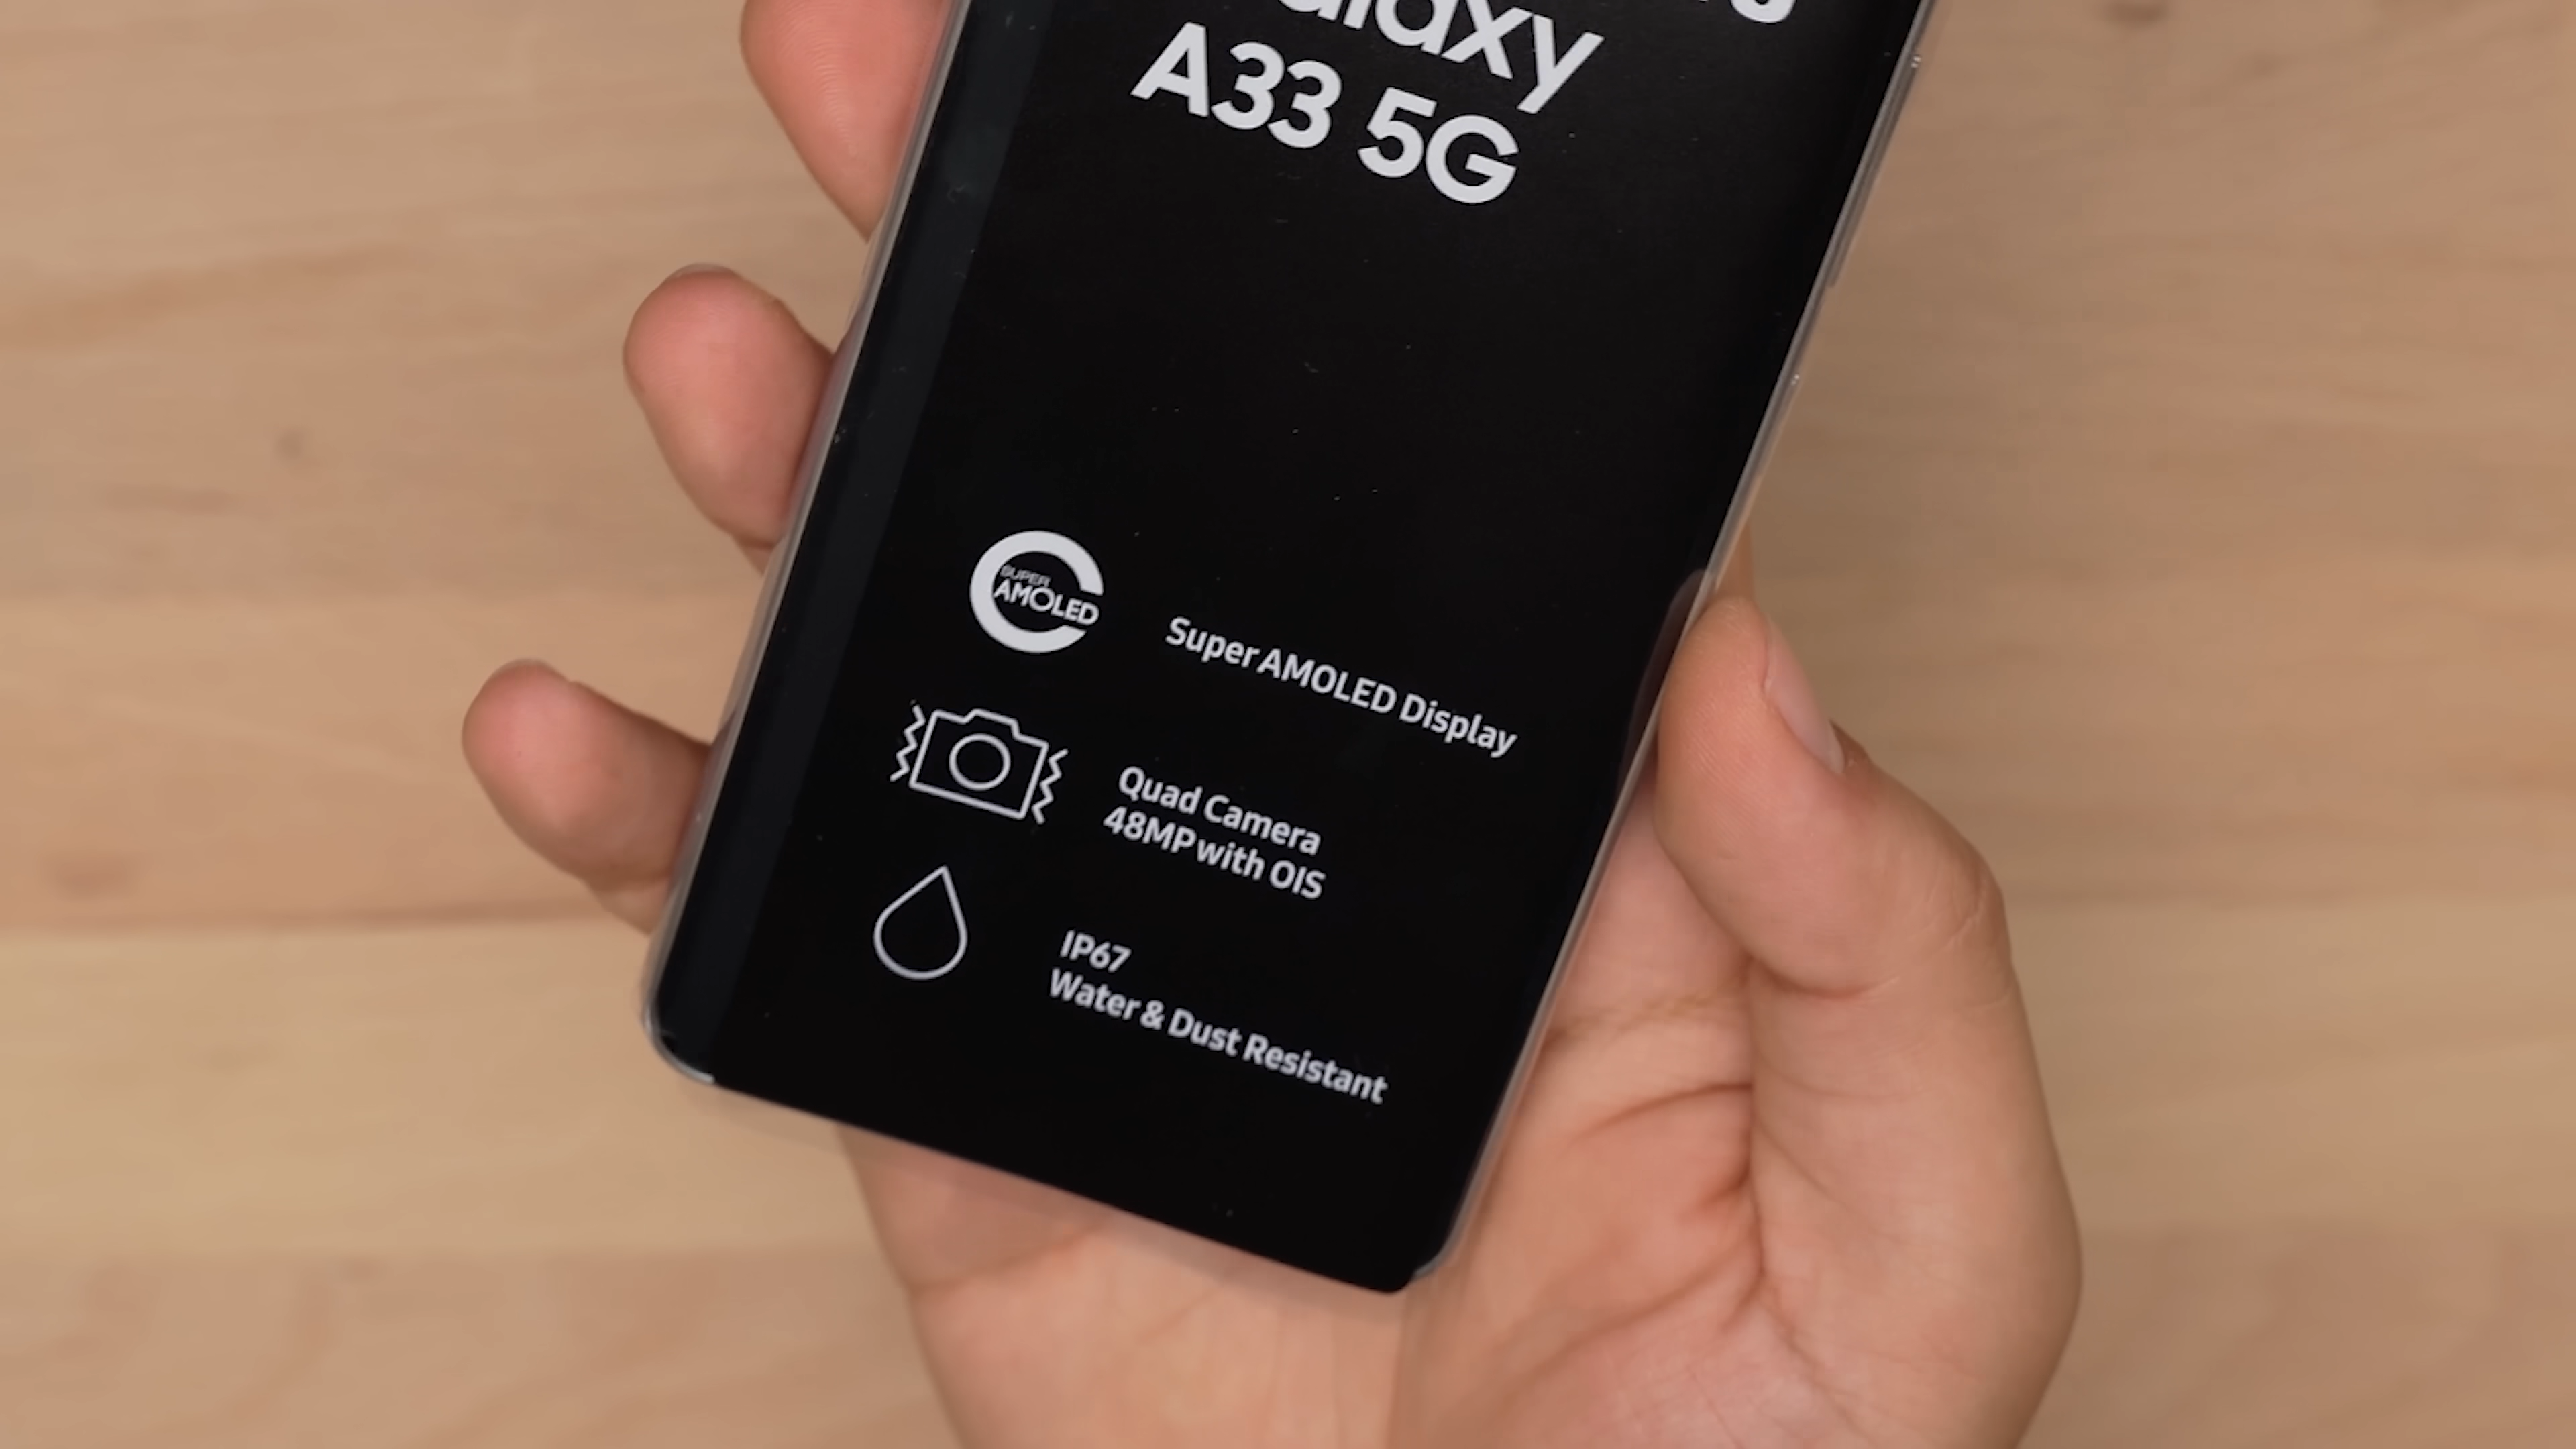 A33 5G
SUPER
AMOLED
Super AMOLED Display
Quad Camera
48MP with OIS
IP67
Water & Dust Resistant